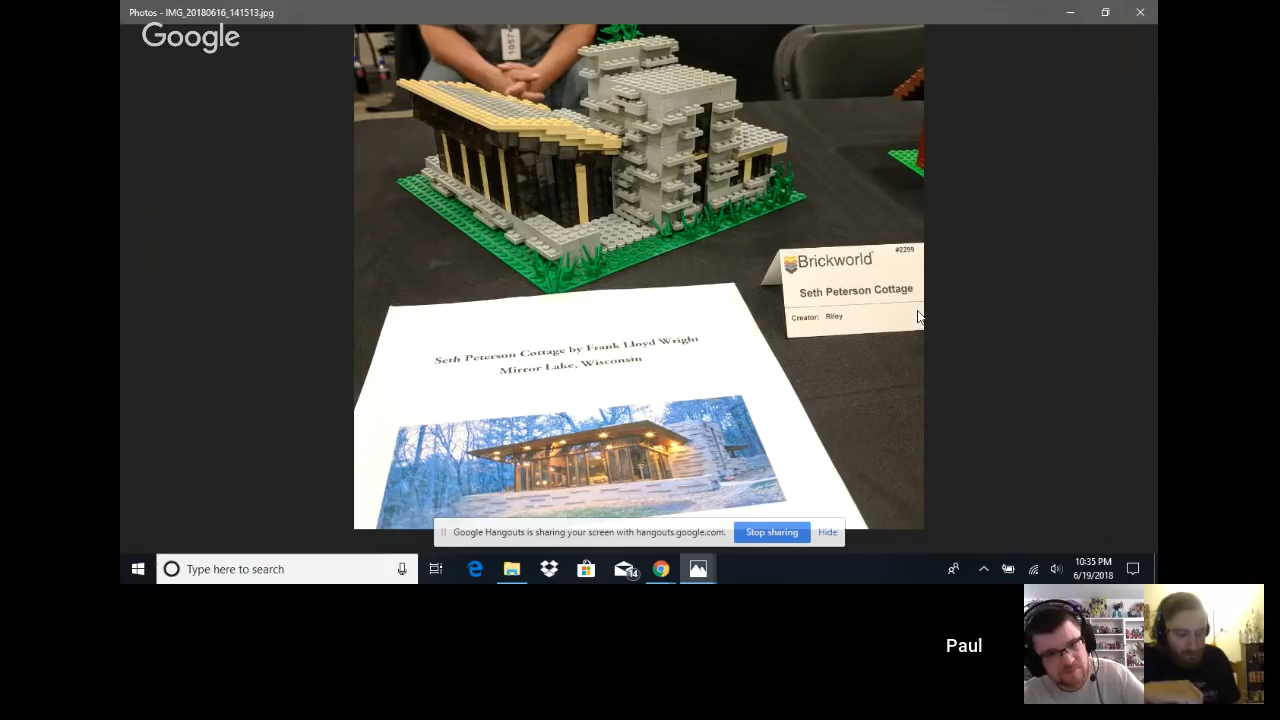 Photos - IMG_20180616_141513.jpg
Google
1057
#2299
Brickworld
Seth Peterson Cottage
Creator: Riley
Seth Peterson Cottage by Frank Lloyd Wright
Mirror Lake, Wisconsin
Google Hangouts is sharing your screen with hangouts.google.com.
Stop sharing
Hide
Type here to search
14
10:35 PM
6/19/2018
Paul